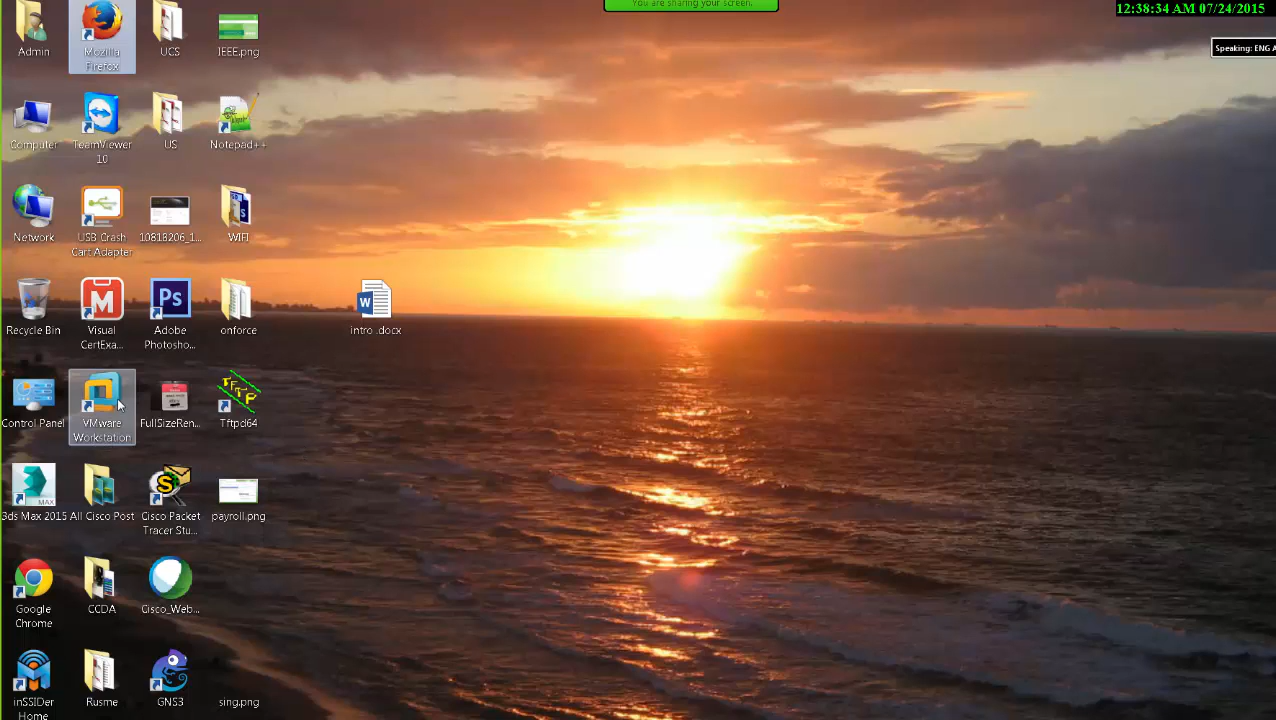 You are sharing your screen.
12:38:34 AM 07/24/2015
Speaking: ENG A
Admin
Mozilla
Firefox
UCS
IEEE.png
Computer
TeamViewer
10
US
Notepad++
Network
USB Crash
Cart Adapter
10818206_1...
WIFI
Recycle Bin
Visual
CertExa...
Adobe
Photosho...
onforce
intro .docx
Control Panel
VMware
Workstation
FullSizeRen...
Tftpd64
3ds Max 2015
All Cisco Post
Cisco Packet
Tracer Stu...
payroll.png
Google
Chrome
CCDA
Cisco_Web...
inSSIDer
Home
Rusme
GNS3
sing.png
Ps
W
M
MAX
TFTP